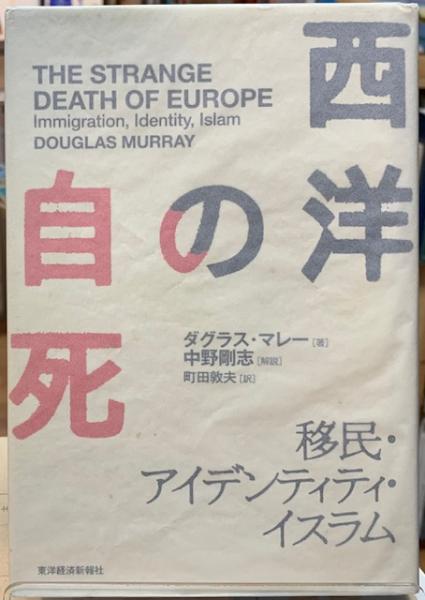 THE STRANGE
DEATH OF EUROPE
Immigration, Identity, Islam
DOUGLAS MURRAY
西洋
の
自死
ダグラス・マレー[著]
中野剛志[解説]
町田敦夫[訳]
移民・
アイデンティティ・
イスラム
東洋経済新報社